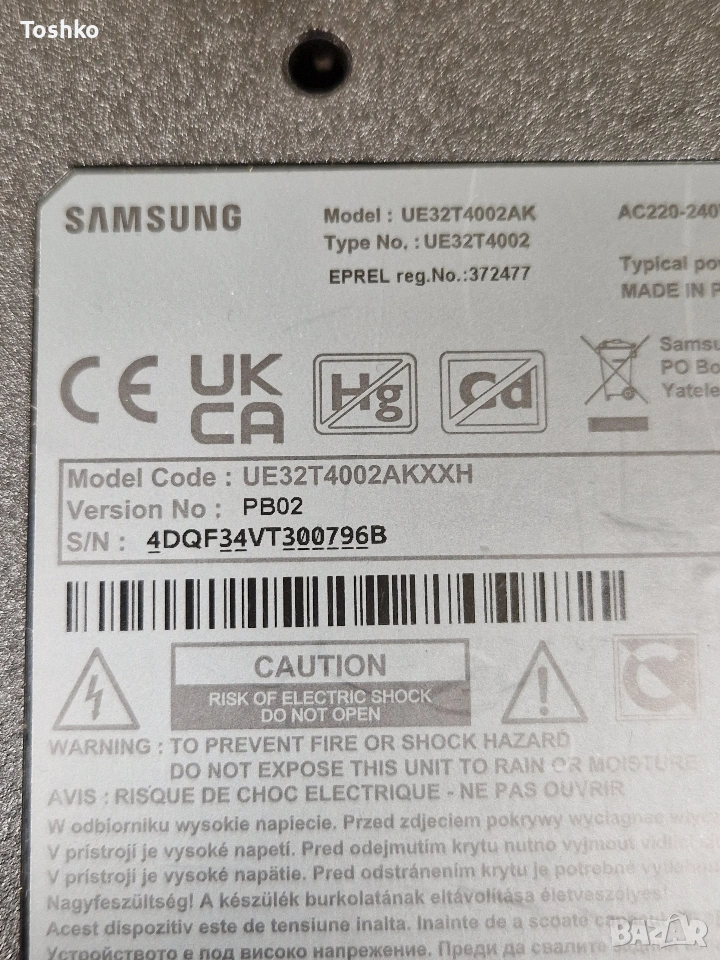 Toshko
SAMSUNG
Model : UE32T4002AK
Type No. : UE32T4002
EPREL reg.No.:372477
AC220-240
Typical
MADE IN
CE
UK
CA
Hg
Cd
PO
Model Code : UE32T4002AKXXH
Version No : PB02
S/N : 4DQF34VT300796B
CAUTION
RISK OF ELECTRIC SHOCK
DO NOT OPEN
WARNING : TO PREVENT FIRE OR SHOCK HAZARD
DO NOT EXPOSE THIS UNIT TO RAIN OR MOISTURE
AVIS : RISQUE DE CHOC ELECTRIQUE - NE PAS OUVRIR
W odbiorniku wysokie napiecie. Przed zdjeciem pokrywy wyciagnac
V prístroji je vysoké napetí. Pred odejmutím krytu nutno vyjmout vidlici
V prístroji je vysoké napätie. Pred odstránením krytu je potrebné
Nagyfeszültség! A készülék burkolatának eltávolítása életveszélyes!
Acest dispozitiv este de tensiune inalta. Inainte de a scoate
Устройството е под високо напрежение. Преди да свалите
BAZAR